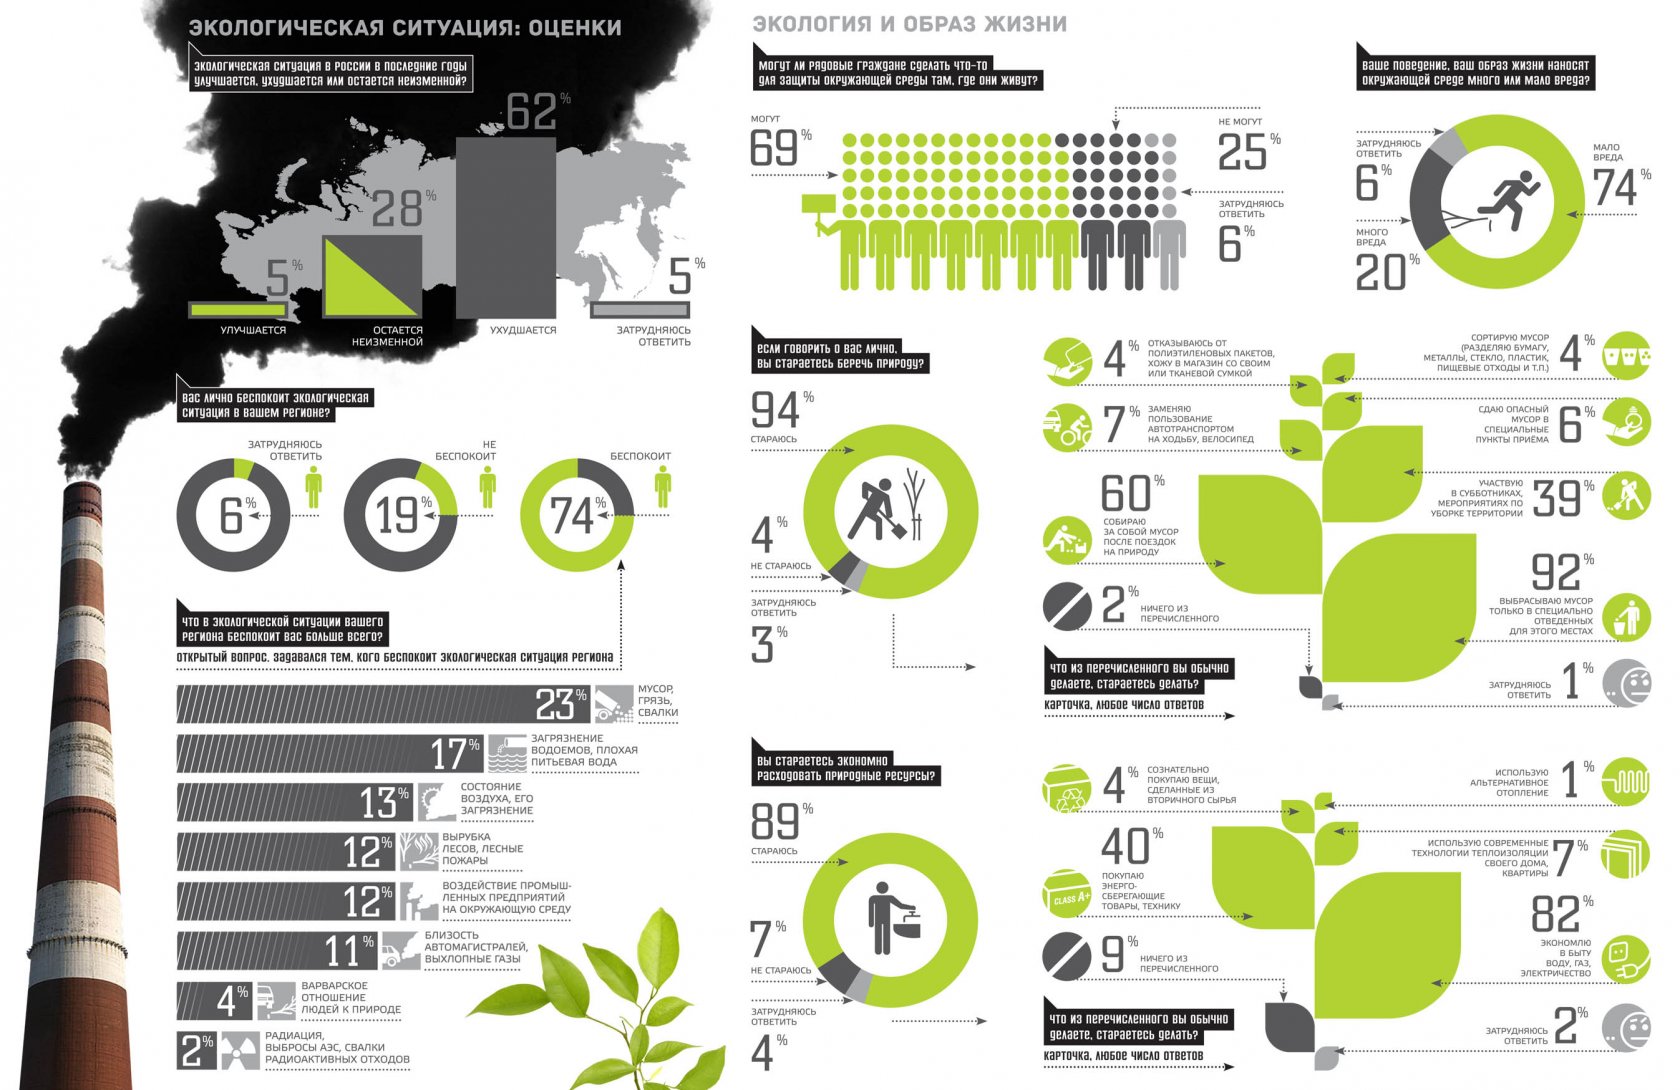 ЭКОЛОГИЧЕСКАЯ СИТУАЦИЯ: ОЦЕНКИ
ЭКОЛОГИЧЕСКАЯ СИТУАЦИЯ В РОССИИ В ПОСЛЕДНИЕ ГОДЫ
УЛУЧШАЕТСЯ, УХУДШАЕТСЯ ИЛИ ОСТАЕТСЯ НЕИЗМЕННОЙ?
62%
28%
5%
5%
УЛУЧШАЕТСЯ
ОСТАЕТСЯ
НЕИЗМЕННОЙ
УХУДШАЕТСЯ
ЗАТРУДНЯЮСЬ
ОТВЕТИТЬ
ВАС ЛИЧНО БЕСПОКОИТ ЭКОЛОГИЧЕСКАЯ
СИТУАЦИЯ В ВАШЕМ РЕГИОНЕ?
ЗАТРУДНЯЮСЬ
ОТВЕТИТЬ
6%
НЕ
БЕСПОКОИТ
19%
БЕСПОКОИТ
74%
ЧТО В ЭКОЛОГИЧЕСКОЙ СИТУАЦИИ ВАШЕГО
РЕГИОНА БЕСПОКОИТ ВАС БОЛЬШЕ ВСЕГО?
ОТКРЫТЫЙ ВОПРОС. ЗАДАВАЛСЯ ТЕМ, КОГО БЕСПОКОИТ ЭКОЛОГИЧЕСКАЯ СИТУАЦИЯ РЕГИОНА
23%
МУСОР,
ГРЯЗЬ,
СВАЛКИ
17%
ЗАГРЯЗНЕНИЕ
ВОДОЕМОВ, ПЛОХАЯ
ПИТЬЕВАЯ ВОДА
13%
СОСТОЯНИЕ
ВОЗДУХА, ЕГО
ЗАГРЯЗНЕНИЕ
12%
ВЫРУБКА
ЛЕСОВ, ЛЕСНЫЕ
ПОЖАРЫ
12%
ВОЗДЕЙСТВИЕ ПРОМЫШ-
ЛЕННЫХ ПРЕДПРИЯТИЙ
НА ОКРУЖАЮЩУЮ СРЕДУ
11%
БЛИЗОСТЬ
АВТОМАГИСТРАЛЕЙ,
ВЫХЛОПНЫЕ ГАЗЫ
4%
ВАРВАРСКОЕ
ОТНОШЕНИЕ
ЛЮДЕЙ К ПРИРОДЕ
2%
РАДИАЦИЯ,
ВЫБРОСЫ АЭС, СВАЛКИ
РАДИОАКТИВНЫХ ОТХОДОВ
ЭКОЛОГИЯ И ОБРАЗ ЖИЗНИ
МОГУТ ЛИ РЯДОВЫЕ ГРАЖДАНЕ СДЕЛАТЬ ЧТО-ТО
ДЛЯ ЗАЩИТЫ ОКРУЖАЮЩЕЙ СРЕДЫ ТАМ, ГДЕ ОНИ ЖИВУТ?
МОГУТ
69%
НЕ МОГУТ
25%
ЗАТРУДНЯЮСЬ
ОТВЕТИТЬ
6%
ВАШЕ ПОВЕДЕНИЕ, ВАШ ОБРАЗ ЖИЗНИ НАНОСЯТ
ОКРУЖАЮЩЕЙ СРЕДЕ МНОГО ИЛИ МАЛО ВРЕДА?
ЗАТРУДНЯЮСЬ
ОТВЕТИТЬ
6%
МНОГО
ВРЕДА
20%
МАЛО
ВРЕДА
74%
ЕСЛИ ГОВОРИТЬ О ВАС ЛИЧНО,
ВЫ СТАРАЕТЕСЬ БЕРЕЧЬ ПРИРОДУ?
94%
СТАРАЮСЬ
4%
НЕ СТАРАЮСЬ
ЗАТРУДНЯЮСЬ
ОТВЕТИТЬ
3%
4%
ОТКАЗЫВАЮСЬ ОТ
ПОЛИЭТИЛЕНОВЫХ ПАКЕТОВ,
ХОЖУ В МАГАЗИН СО СВОИМ
ИЛИ ТКАНЕВОЙ СУМКОЙ
7%
ЗАМЕНЯЮ
ПОЛЬЗОВАНИЕ
АВТОТРАНСПОРТОМ
НА ХОДЬБУ, ВЕЛОСИПЕД
60%
СОБИРАЮ
ЗА СОБОЙ МУСОР
ПОСЛЕ ПОЕЗДОК
НА ПРИРОДУ
2%
НИЧЕГО ИЗ
ПЕРЕЧИСЛЕННОГО
ЧТО ИЗ ПЕРЕЧИСЛЕННОГО ВЫ ОБЫЧНО
ДЕЛАЕТЕ, СТАРАЕТЕСЬ ДЕЛАТЬ?
КАРТОЧКА, ЛЮБОЕ ЧИСЛО ОТВЕТОВ
СОРТИРУЮ МУСОР
(РАЗДЕЛЯЮ БУМАГУ,
МЕТАЛЛЫ, СТЕКЛО, ПЛАСТИК,
ПИЩЕВЫЕ ОТХОДЫ И Т.П.)
4%
СДАЮ ОПАСНЫЙ
МУСОР В
СПЕЦИАЛЬНЫЕ
ПУНКТЫ ПРИЁМА
6%
УЧАСТВУЮ
В СУББОТНИКАХ,
МЕРОПРИЯТИЯХ ПО
УБОРКЕ ТЕРРИТОРИИ
39%
92%
ВЫБРАСЫВАЮ МУСОР
ТОЛЬКО В СПЕЦИАЛЬНО
ОТВЕДЕННЫХ
ДЛЯ ЭТОГО МЕСТАХ
ЗАТРУДНЯЮСЬ
ОТВЕТИТЬ
1%
ВЫ СТАРАЕТЕСЬ ЭКОНОМНО
РАСХОДОВАТЬ ПРИРОДНЫЕ РЕСУРСЫ?
89%
СТАРАЮСЬ
7%
НЕ СТАРАЮСЬ
ЗАТРУДНЯЮСЬ
ОТВЕТИТЬ
4%
4%
СОЗНАТЕЛЬНО
ПОКУПАЮ ВЕЩИ,
СДЕЛАННЫЕ ИЗ
ВТОРИЧНОГО СЫРЬЯ
40%
ПОКУПАЮ
ЭНЕРГО-
СБЕРЕГАЮЩИЕ
ТОВАРЫ, ТЕХНИКУ
CLASS A+
9%
НИЧЕГО ИЗ
ПЕРЕЧИСЛЕННОГО
ЧТО ИЗ ПЕРЕЧИСЛЕННОГО ВЫ ОБЫЧНО
ДЕЛАЕТЕ, СТАРАЕТЕСЬ ДЕЛАТЬ?
КАРТОЧКА, ЛЮБОЕ ЧИСЛО ОТВЕТОВ
ИСПОЛЬЗУЮ
АЛЬТЕРНАТИВНОЕ
ОТОПЛЕНИЕ
1%
ИСПОЛЬЗУЮ СОВРЕМЕННЫЕ
ТЕХНОЛОГИИ ТЕПЛОИЗОЛЯЦИИ
СВОЕГО ДОМА,
КВАРТИРЫ
7%
82%
ЭКОНОМЛЮ
В БЫТУ
ВОДУ, ГАЗ,
ЭЛЕКТРИЧЕСТВО
ЗАТРУДНЯЮСЬ
ОТВЕТИТЬ
2%